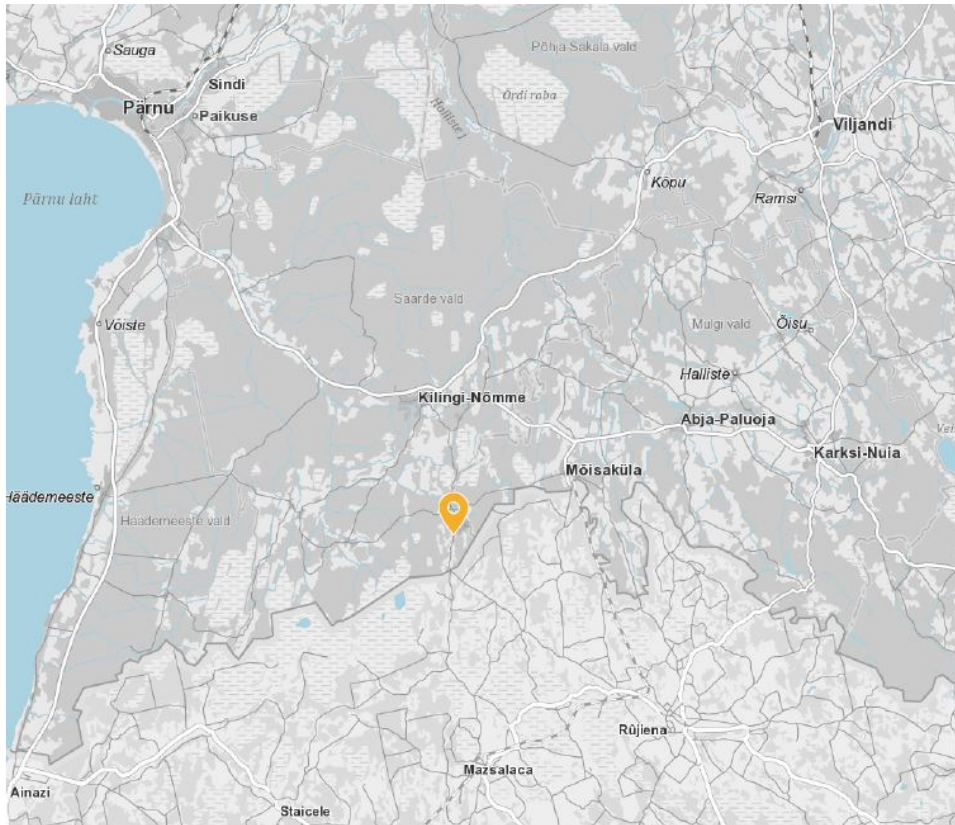 Sauga
Põhja-Sakala vald
Sindi
Ördi raba
Pärnu
Paikuse
Halliste j
Viljandi
Kõpu
Ramsi
Pärnu laht
Saarde vald
Võiste
Mulgi vald
Õisu
Halliste
Kilingi-Nõmme
Abja-Paluoja
Karksi-Nuia
Mõisaküla
Häädemeeste
Häädemeeste vald
Rūjiena
Mazsalaca
Ainazi
Staicele